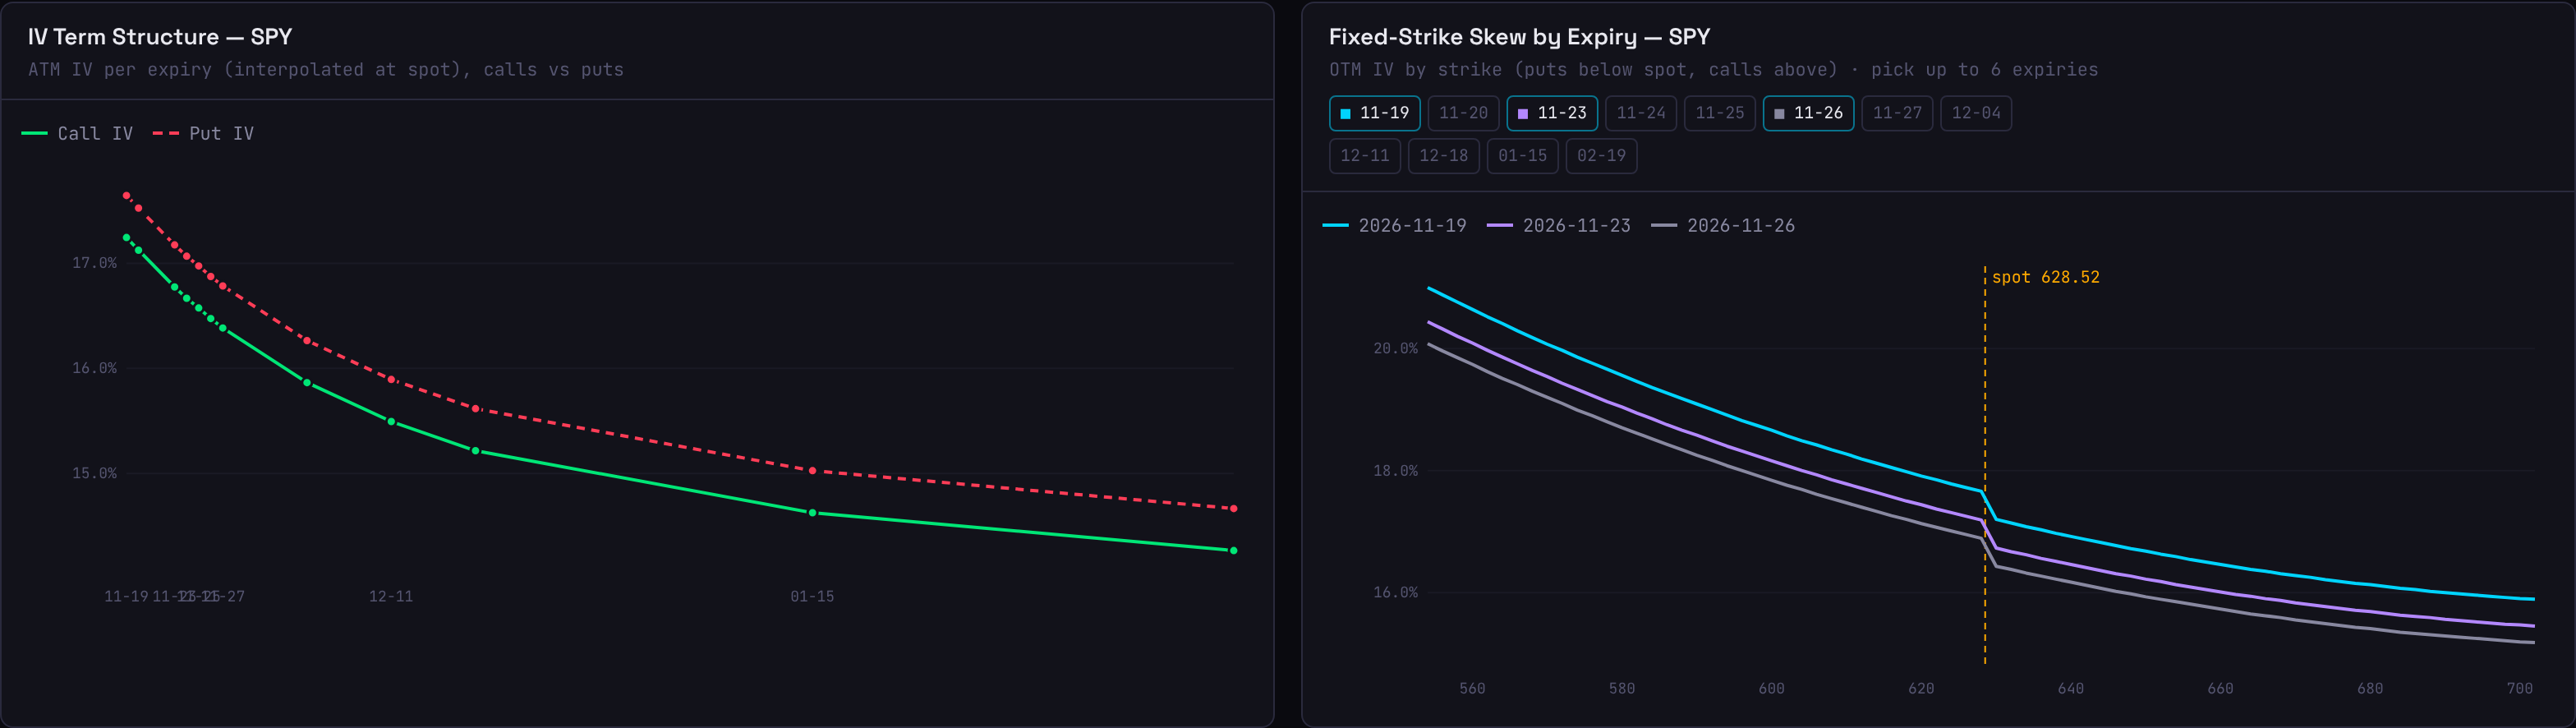 IV Term Structure — SPY
ATM IV per expiry (interpolated at spot), calls vs puts
Call IV Put IV
17.0%
16.0%
15.0%
11-19 11-27 12-11 01-15
Fixed-Strike Skew by Expiry — SPY
OTM IV by strike (puts below spot, calls above) · pick up to 6 expiries
11-19 11-20 11-23 11-24 11-25 11-26 11-27 12-04
12-11 12-18 01-15 02-19
2026-11-19 2026-11-23 2026-11-26
spot 628.52
20.0%
18.0%
16.0%
560 580 600 620 640 660 680 700